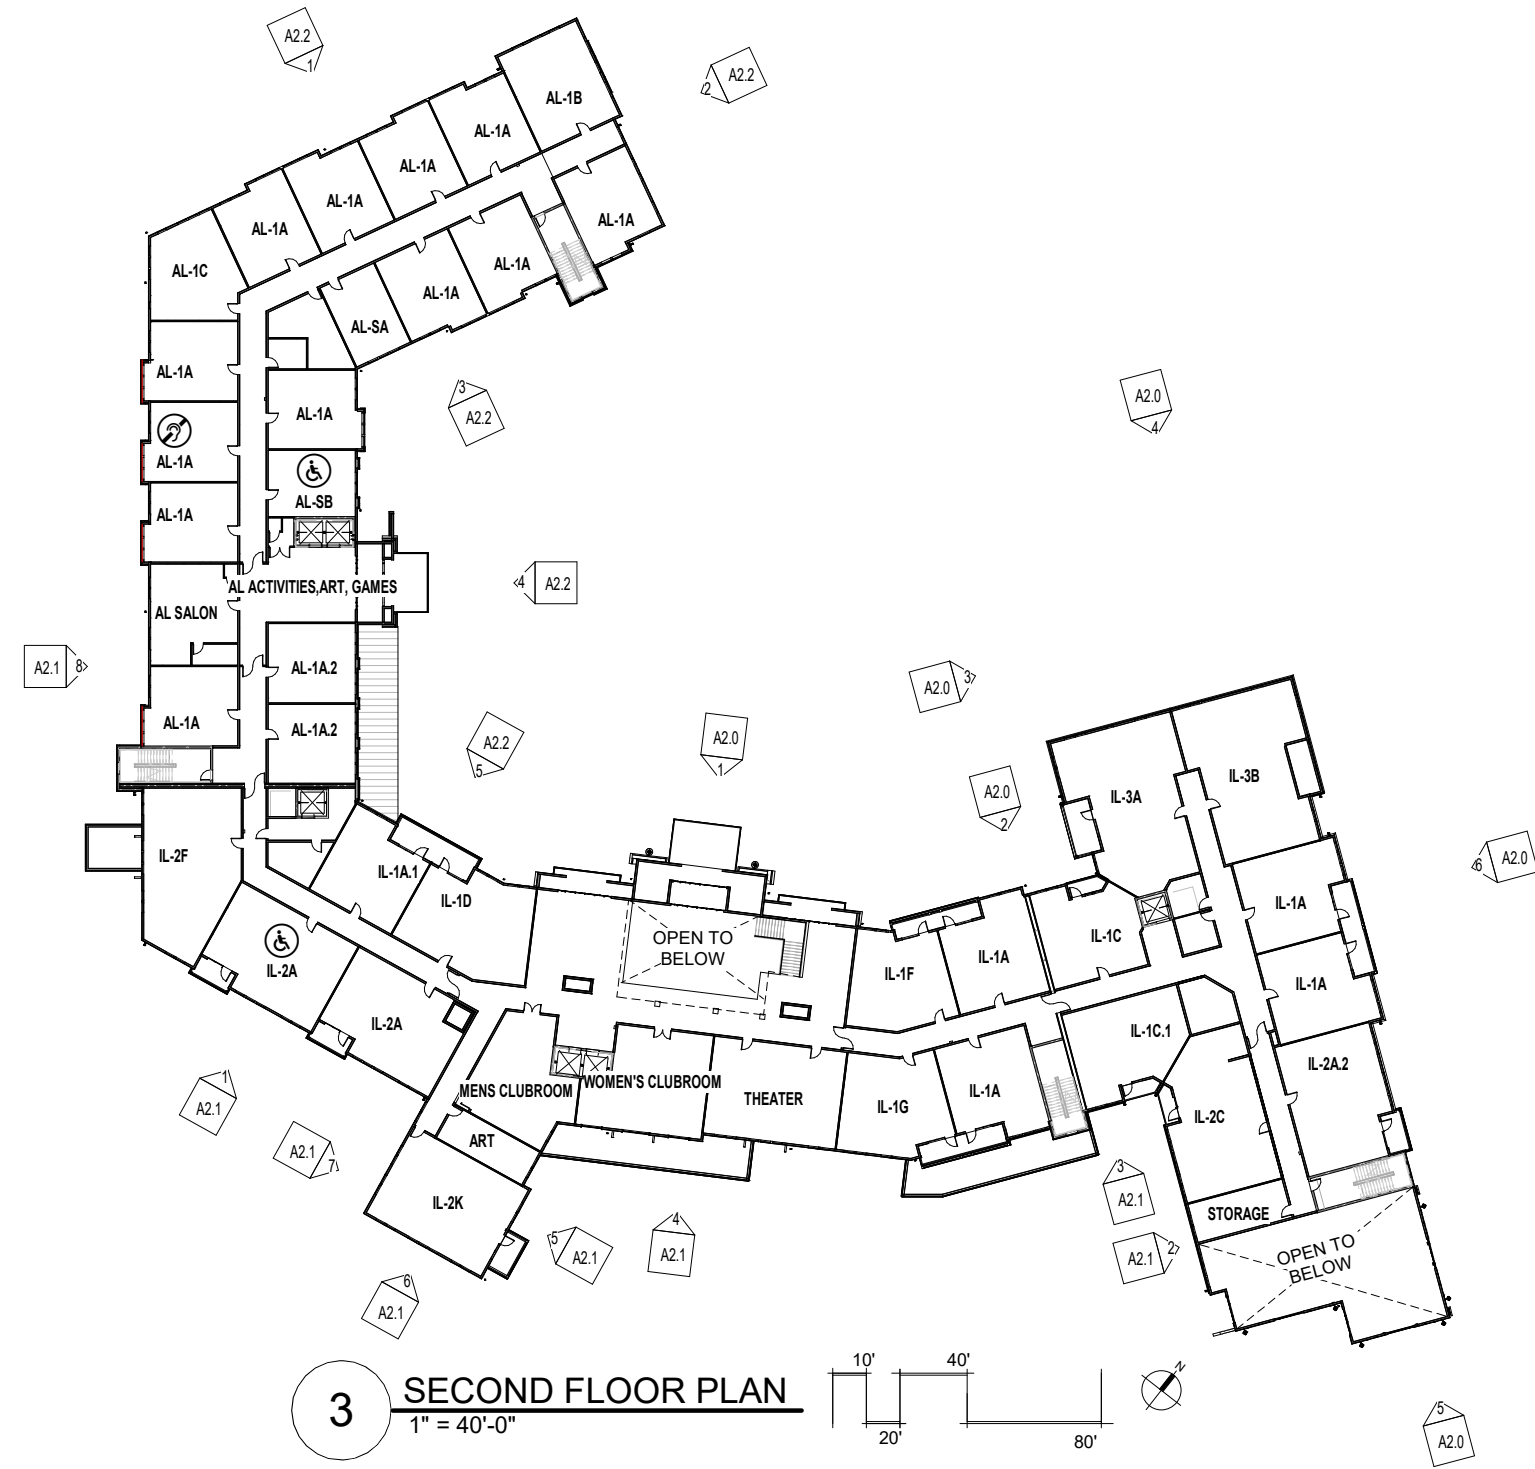 A2.2
1
2
A2.2
AL-1B
AL-1A
AL-1A
AL-1A
AL-1A
AL-1A
AL-1C
AL-1A
AL-1A
AL-SA
AL-1A
AL-1A
3
A2.2
A2.0
4
AL-1A
AL-1A
AL-SB
AL-1A
4
A2.2
AL ACTIVITIES,ART, GAMES
AL SALON
A2.1
8
AL-1A.2
A2.0
3
AL-1A
AL-1A.2
A2.2
5
A2.0
1
A2.0
2
IL-3B
IL-3A
IL-2F
IL-1A.1
6
A2.0
IL-1D
IL-1A
OPEN TO
BELOW
IL-1C
IL-1A
IL-1F
IL-2A
IL-1A
IL-2A
IL-1C.1
IL-2A.2
MENS CLUBROOM
WOMEN'S CLUBROOM
THEATER
IL-1A
IL-1G
IL-2C
1
A2.1
ART
A2.1
7
3
A2.1
IL-2K
STORAGE
4
A2.1
5
A2.1
2
A2.1
OPEN TO
BELOW
6
A2.1
3
SECOND FLOOR PLAN
1" = 40'-0"
10'
40'
20'
80'
N
5
A2.0